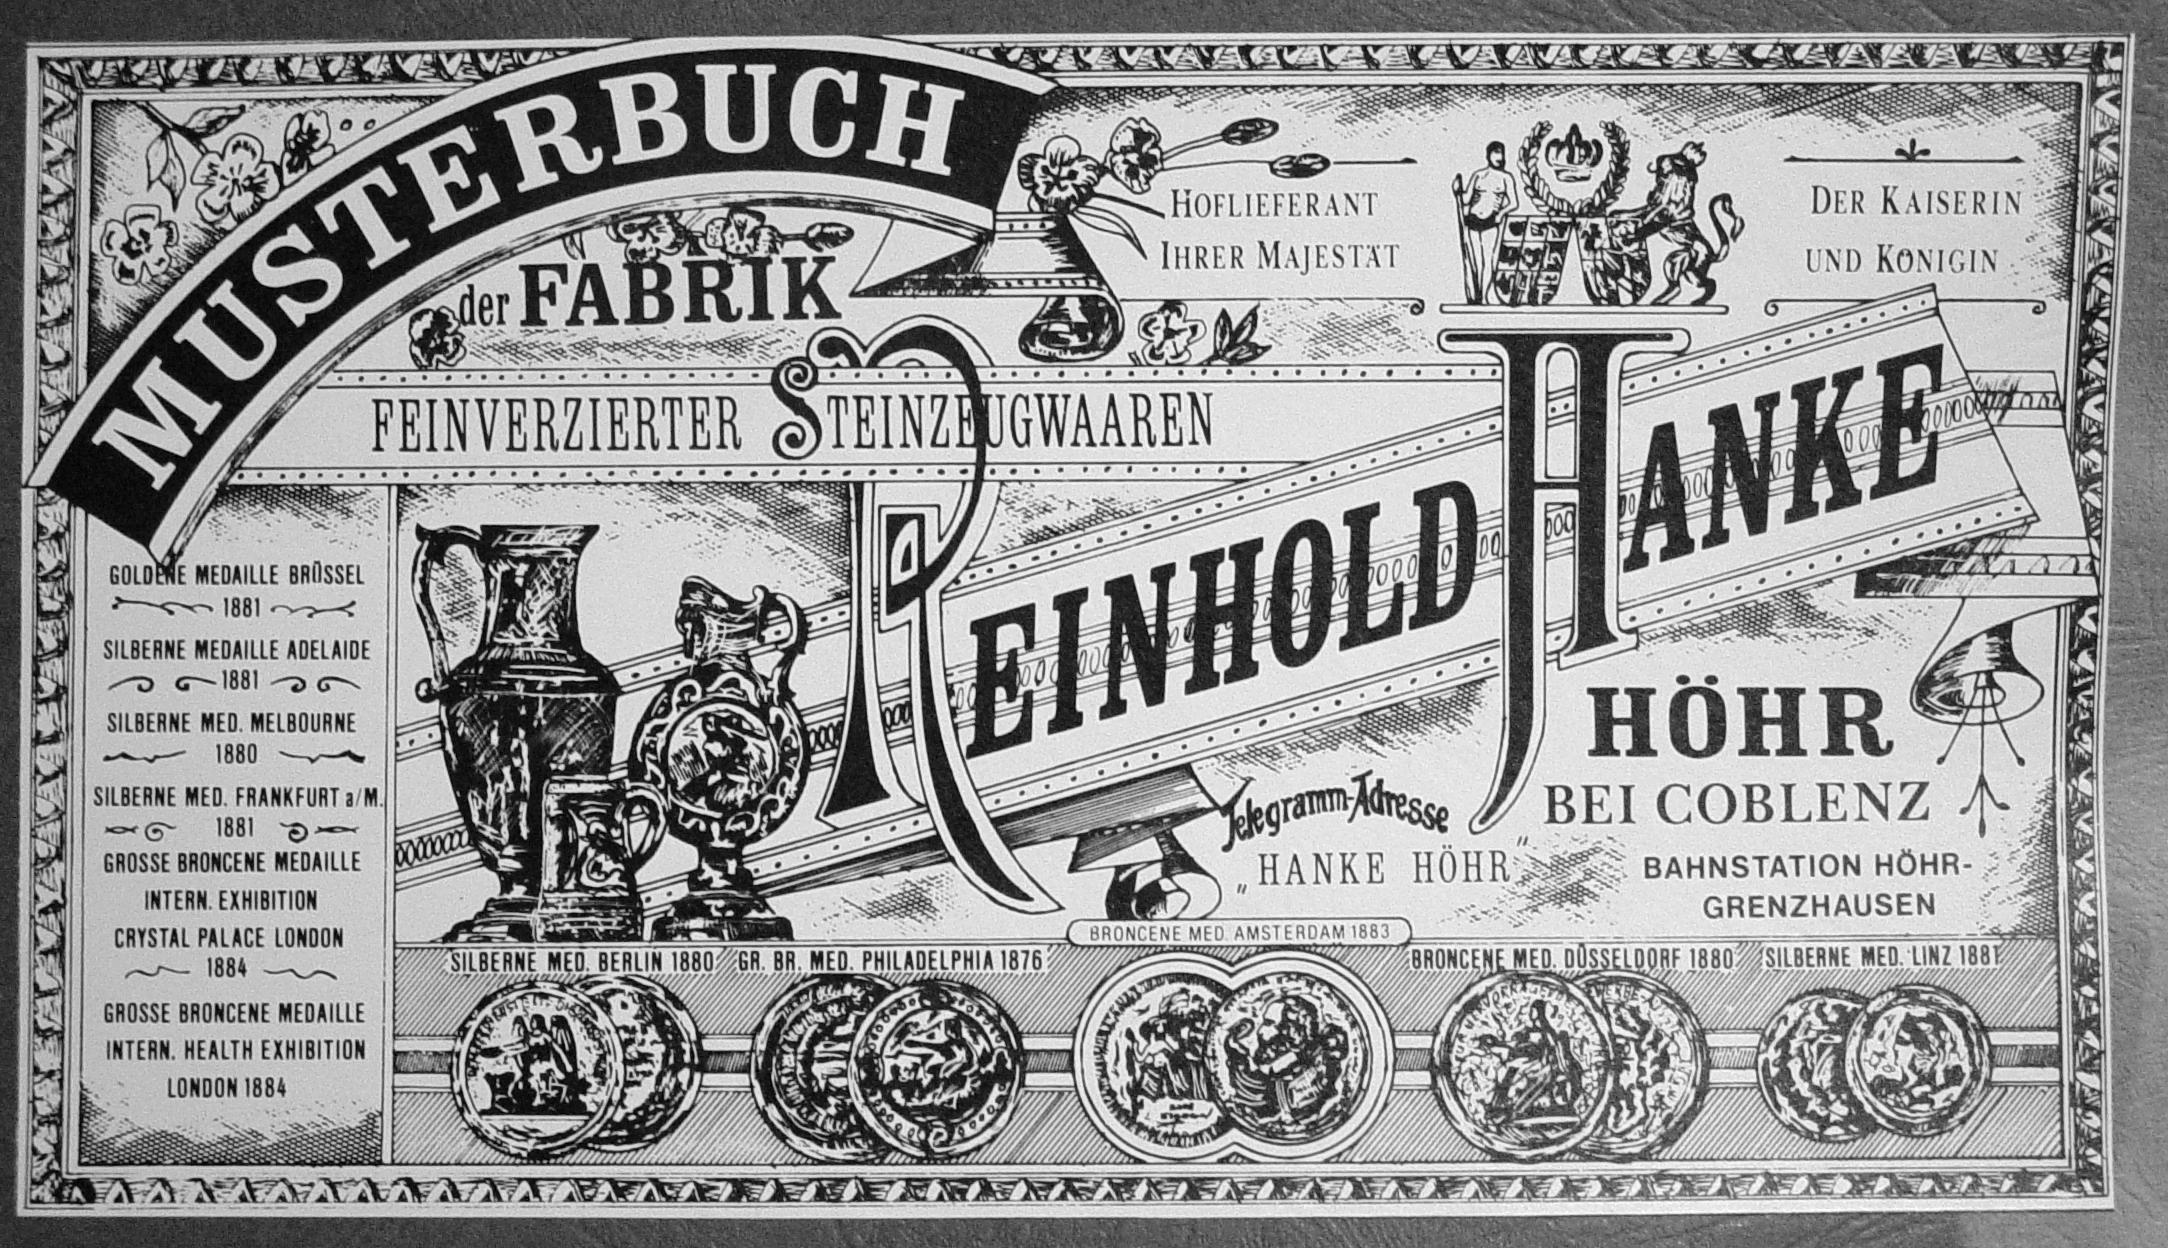 MUSTERBUCH
der FABRIK
FEINVERZIERTER STEINZEUGWAAREN
REINHOLD HANKE
HOFLIEFERANT
IHRER MAJESTÄT
DER KAISERIN
UND KÖNIGIN
HÖHR
BEI COBLENZ
BAHNSTATION HÖHR-
GRENZHAUSEN
Telegramm-Adresse
„HANKE HÖHR"
GOLDENE MEDAILLE BRÜSSEL
1881
SILBERNE MEDAILLE ADELAIDE
1881
SILBERNE MED. MELBOURNE
1880
SILBERNE MED. FRANKFURT a/M.
1881
GROSSE BRONCENE MEDAILLE
INTERN. EXHIBITION
CRYSTAL PALACE LONDON
1884
GROSSE BRONCENE MEDAILLE
INTERN. HEALTH EXHIBITION
LONDON 1884
SILBERNE MED. BERLIN 1880
GR. BR. MED. PHILADELPHIA 1876
BRONCENE MED. AMSTERDAM 1883
BRONCENE MED. DÜSSELDORF 1880
SILBERNE MED. LINZ 1881